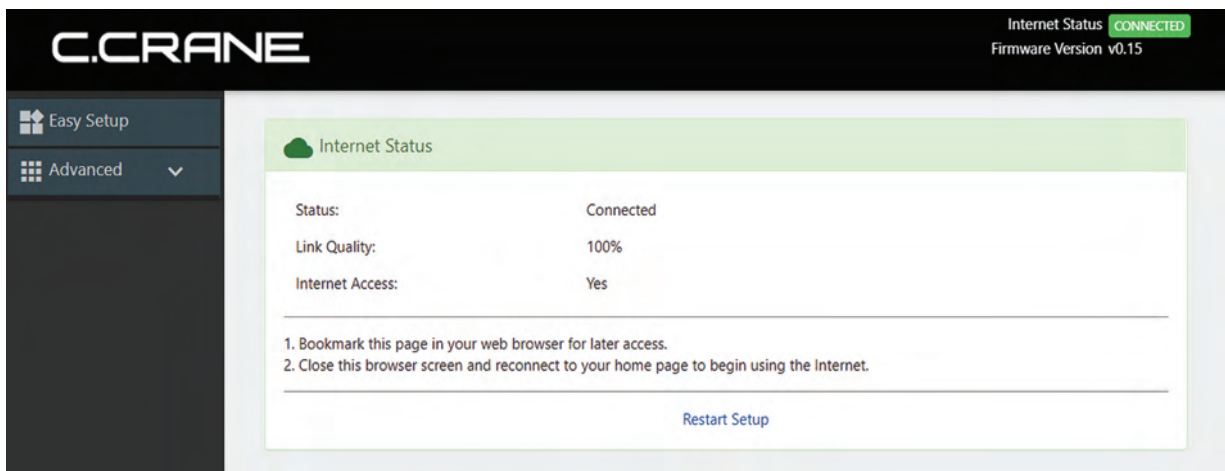 C.CRANE
Internet Status CONNECTED
Firmware Version v0.15
Easy Setup
Advanced
Internet Status
Status: Connected
Link Quality: 100%
Internet Access: Yes
1. Bookmark this page in your web browser for later access.
2. Close this browser screen and reconnect to your home page to begin using the Internet.
Restart Setup